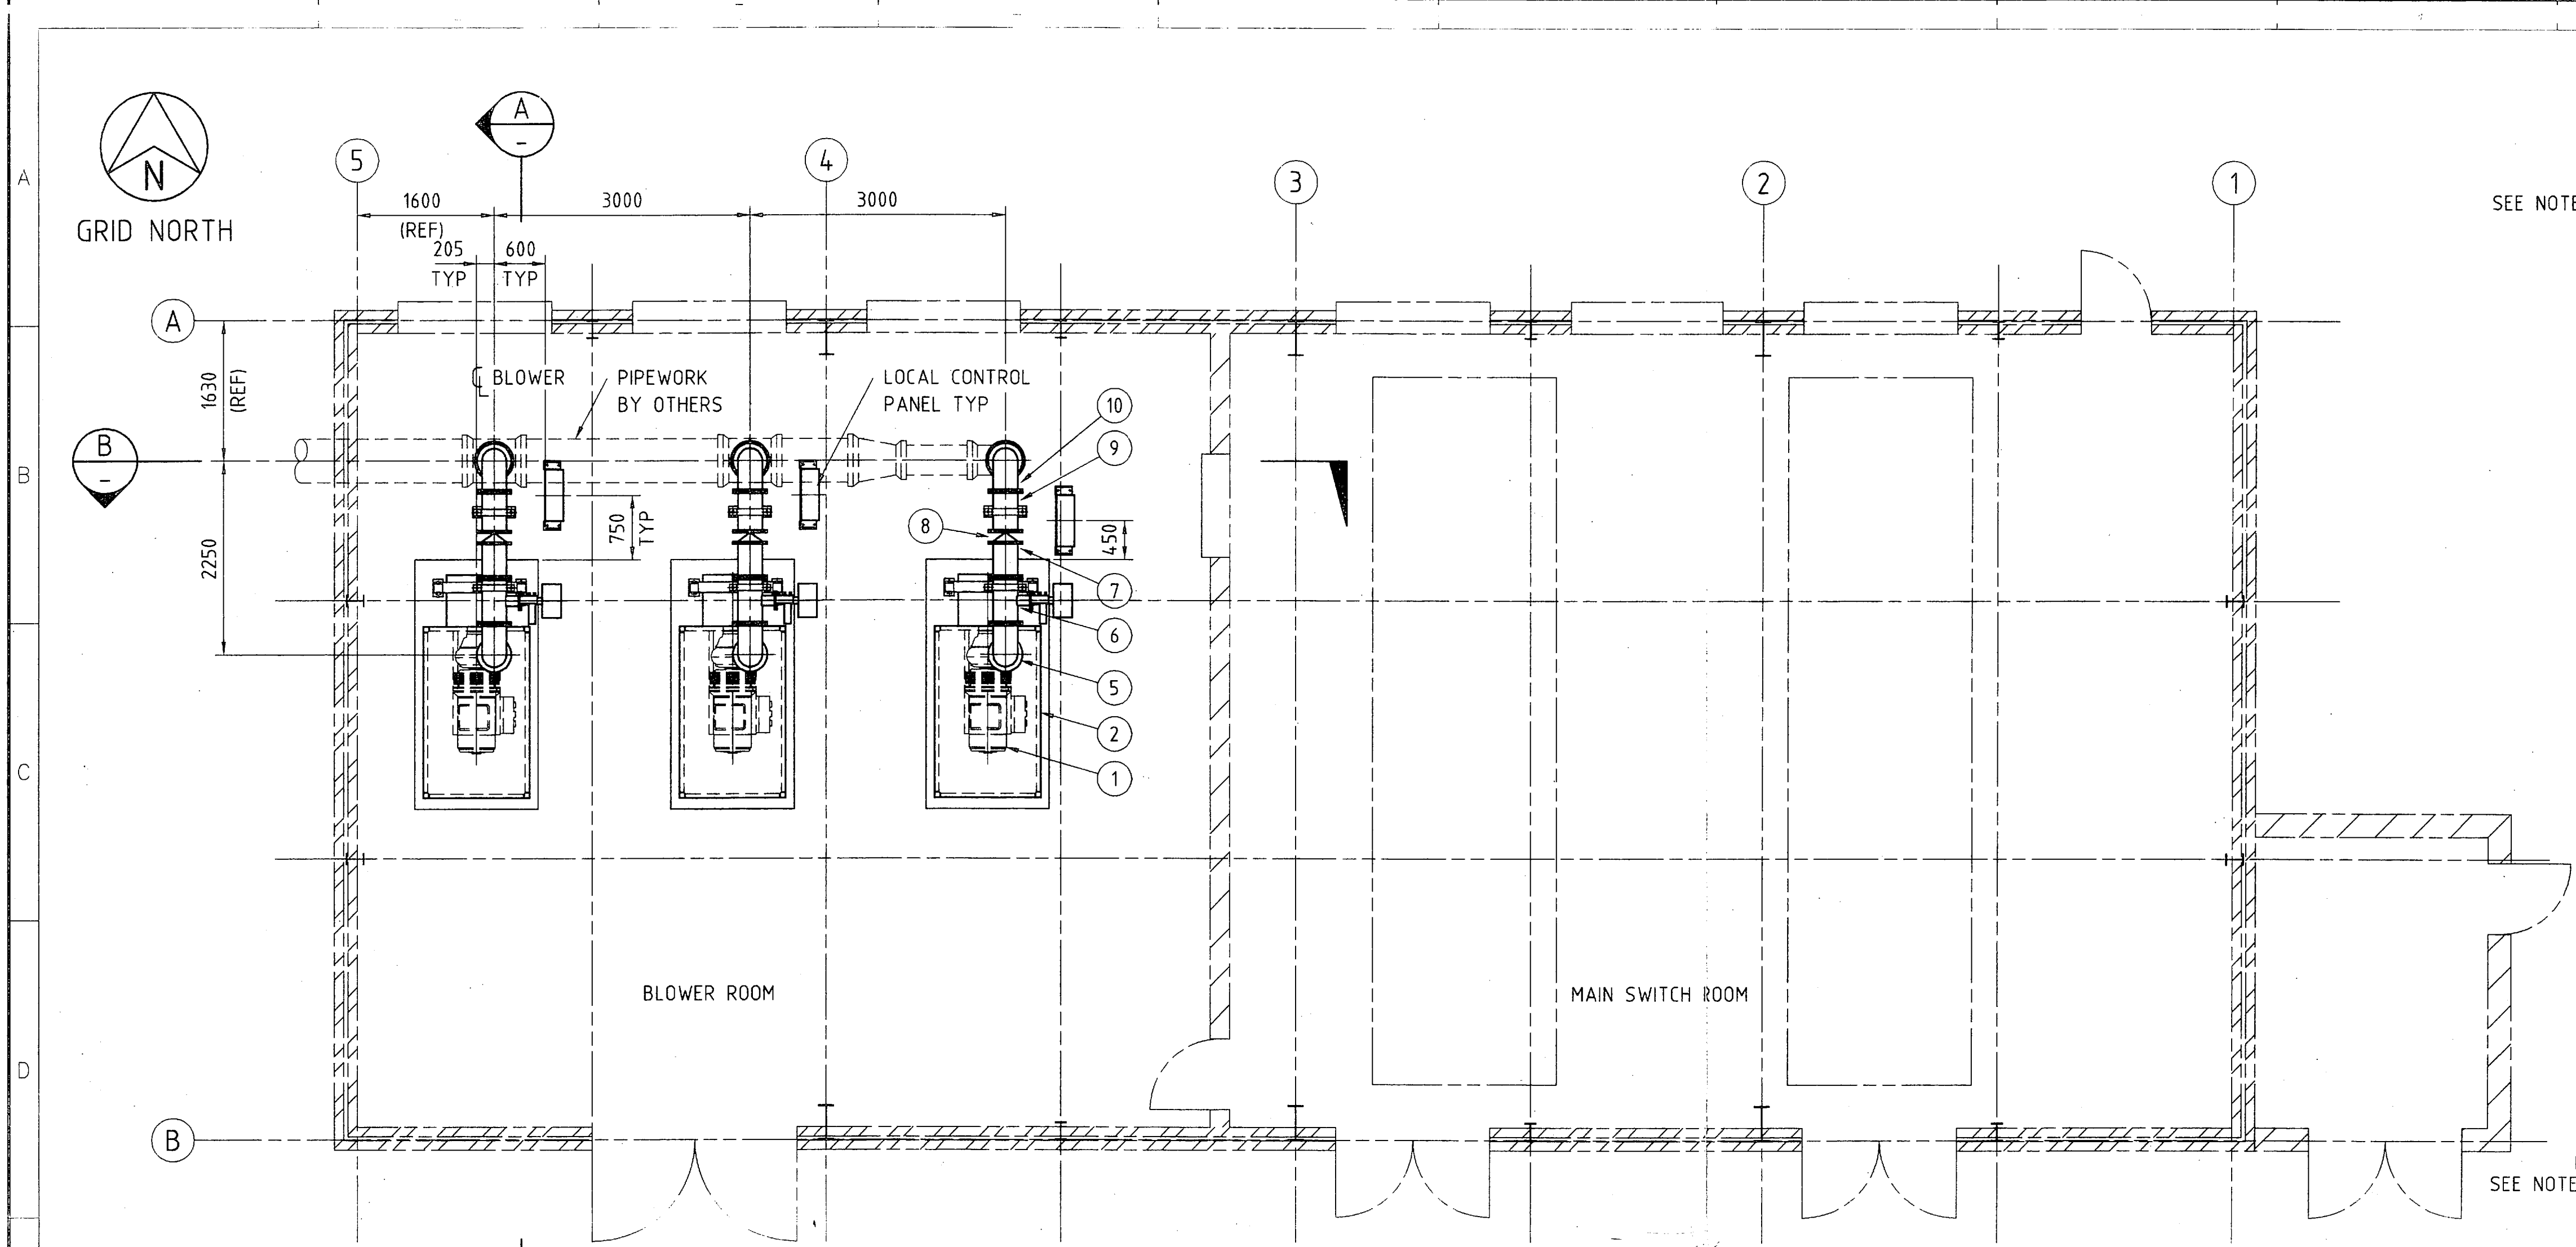 A
5
4
3
2
1
N
GRID NORTH
A
-
SEE NOTE
1600
(REF)
3000
3000
205
TYP
600
TYP
A
1630
(REF)
BLOWER
PIPEWORK
BY OTHERS
LOCAL CONTROL
PANEL TYP
10
9
B
-
B
8
750
TYP
450
2250
7
6
5
2
1
C
BLOWER ROOM
MAIN SWITCH ROOM
D
B
SEE NOTE